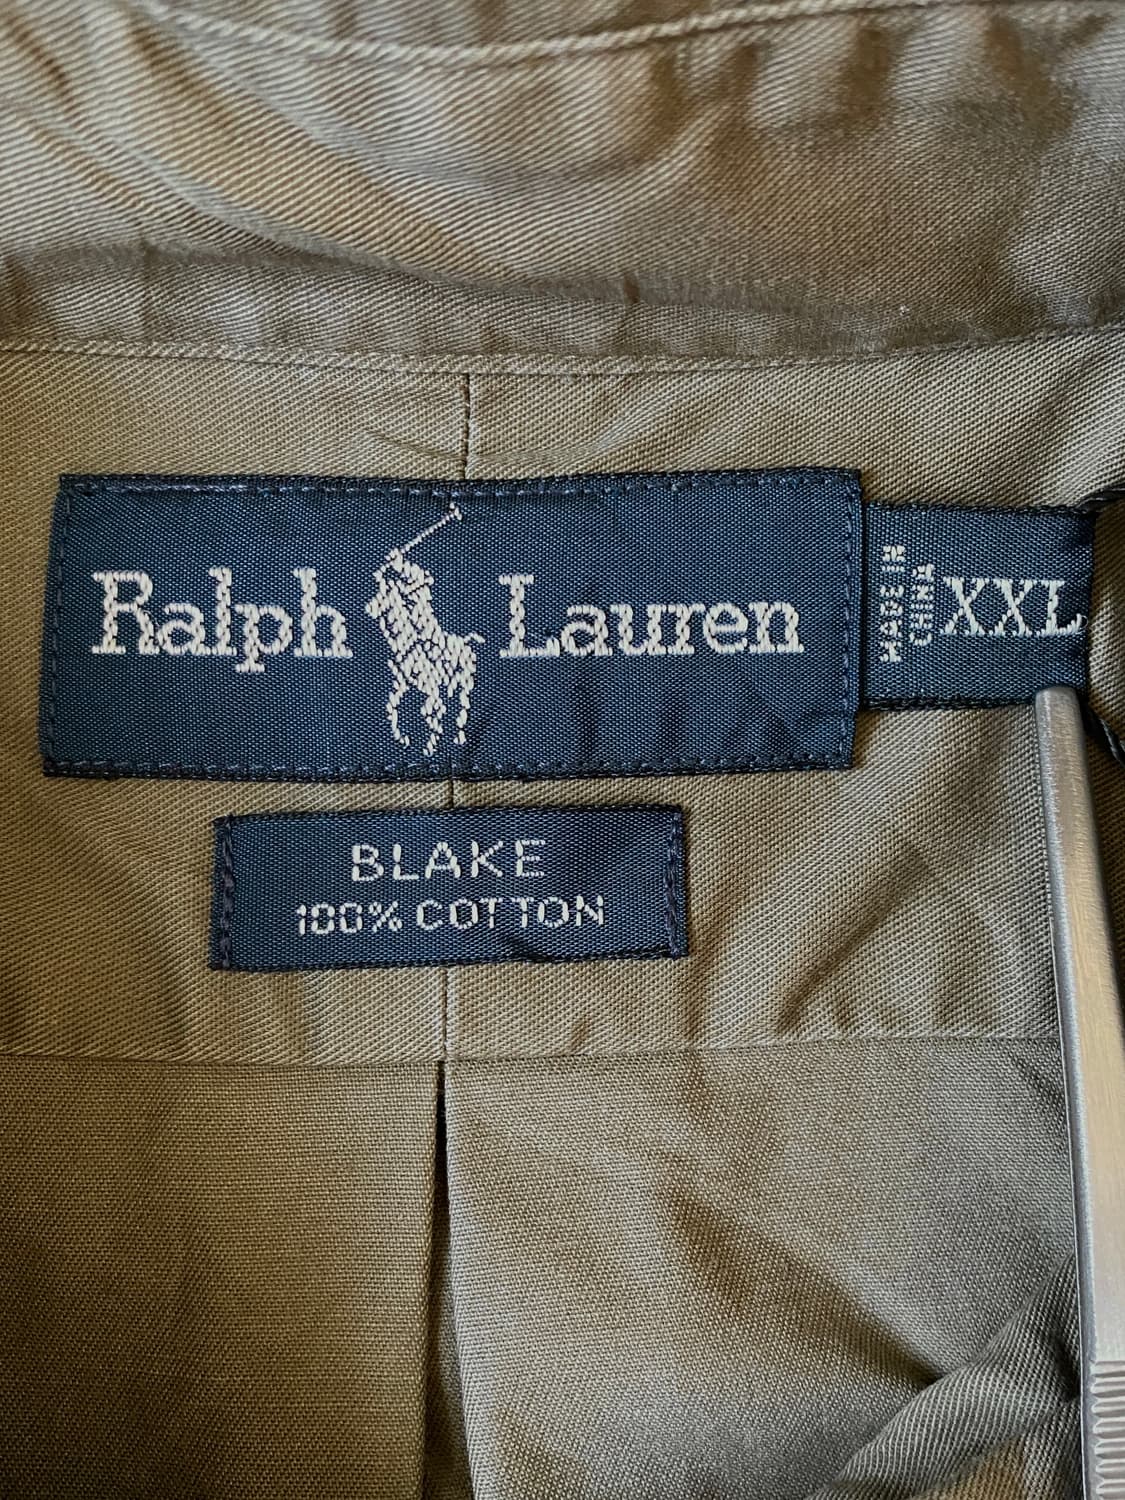 Ralph Lauren
MADE IN
CHINA
XXL
BLAKE
100% COTTON